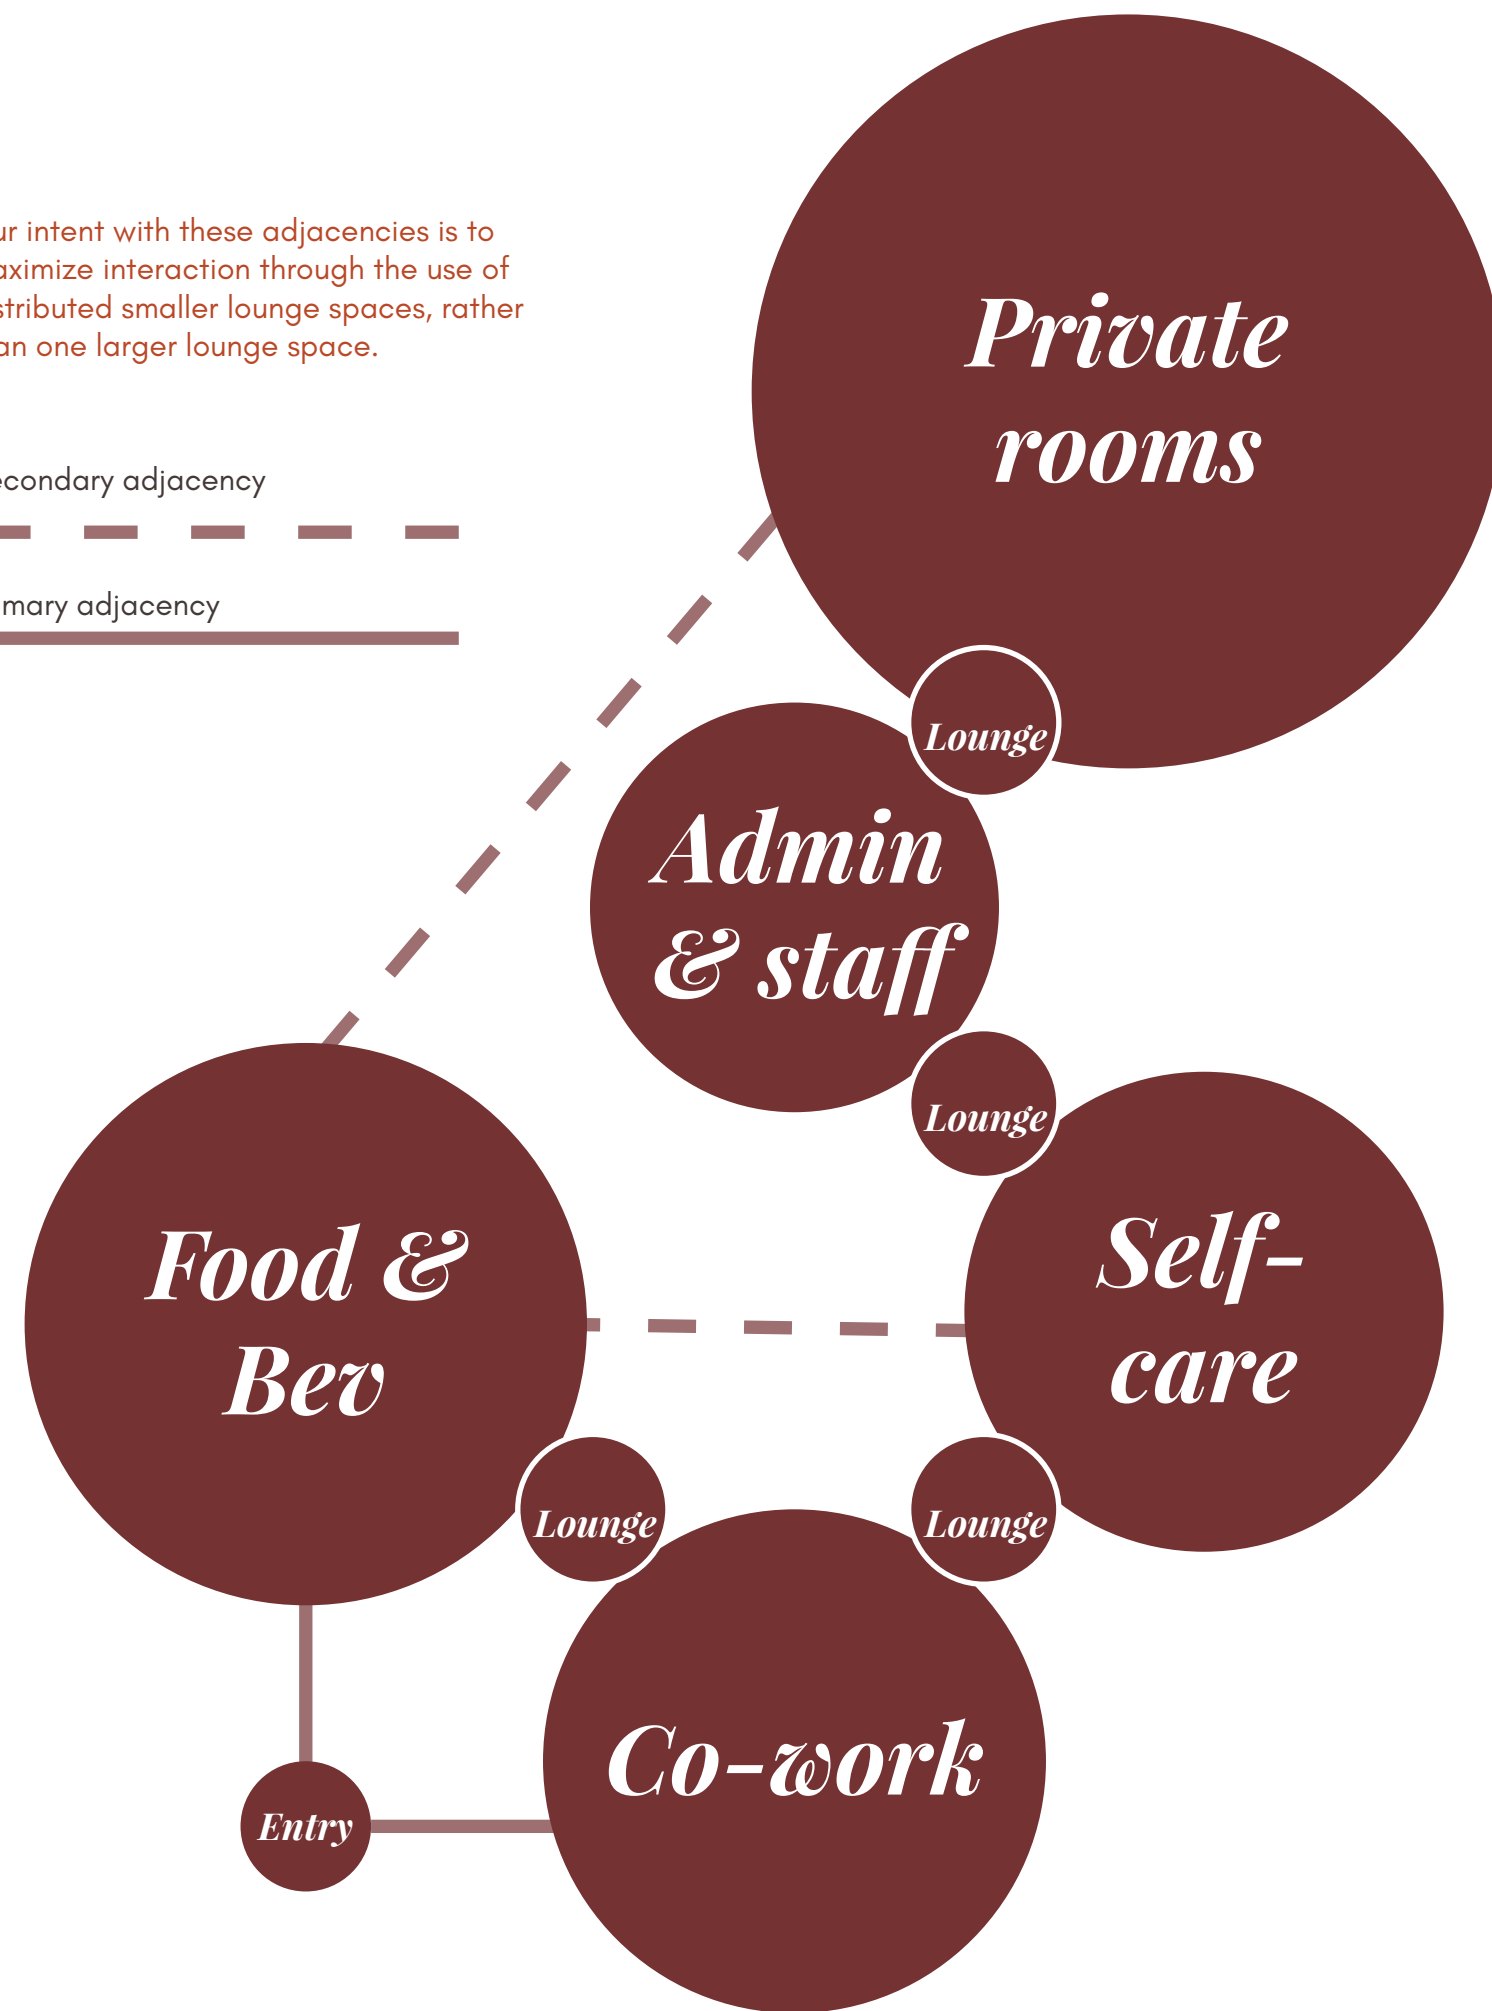 ur intent with these adjacencies is to
aximize interaction through the use of
stributed smaller lounge spaces, rather
an one larger lounge space.
econdary adjacency
mary adjacency
Private
rooms
Lounge
Admin
& staff
Lounge
Food &
Bev
Self-
care
Lounge
Lounge
Co-work
Entry